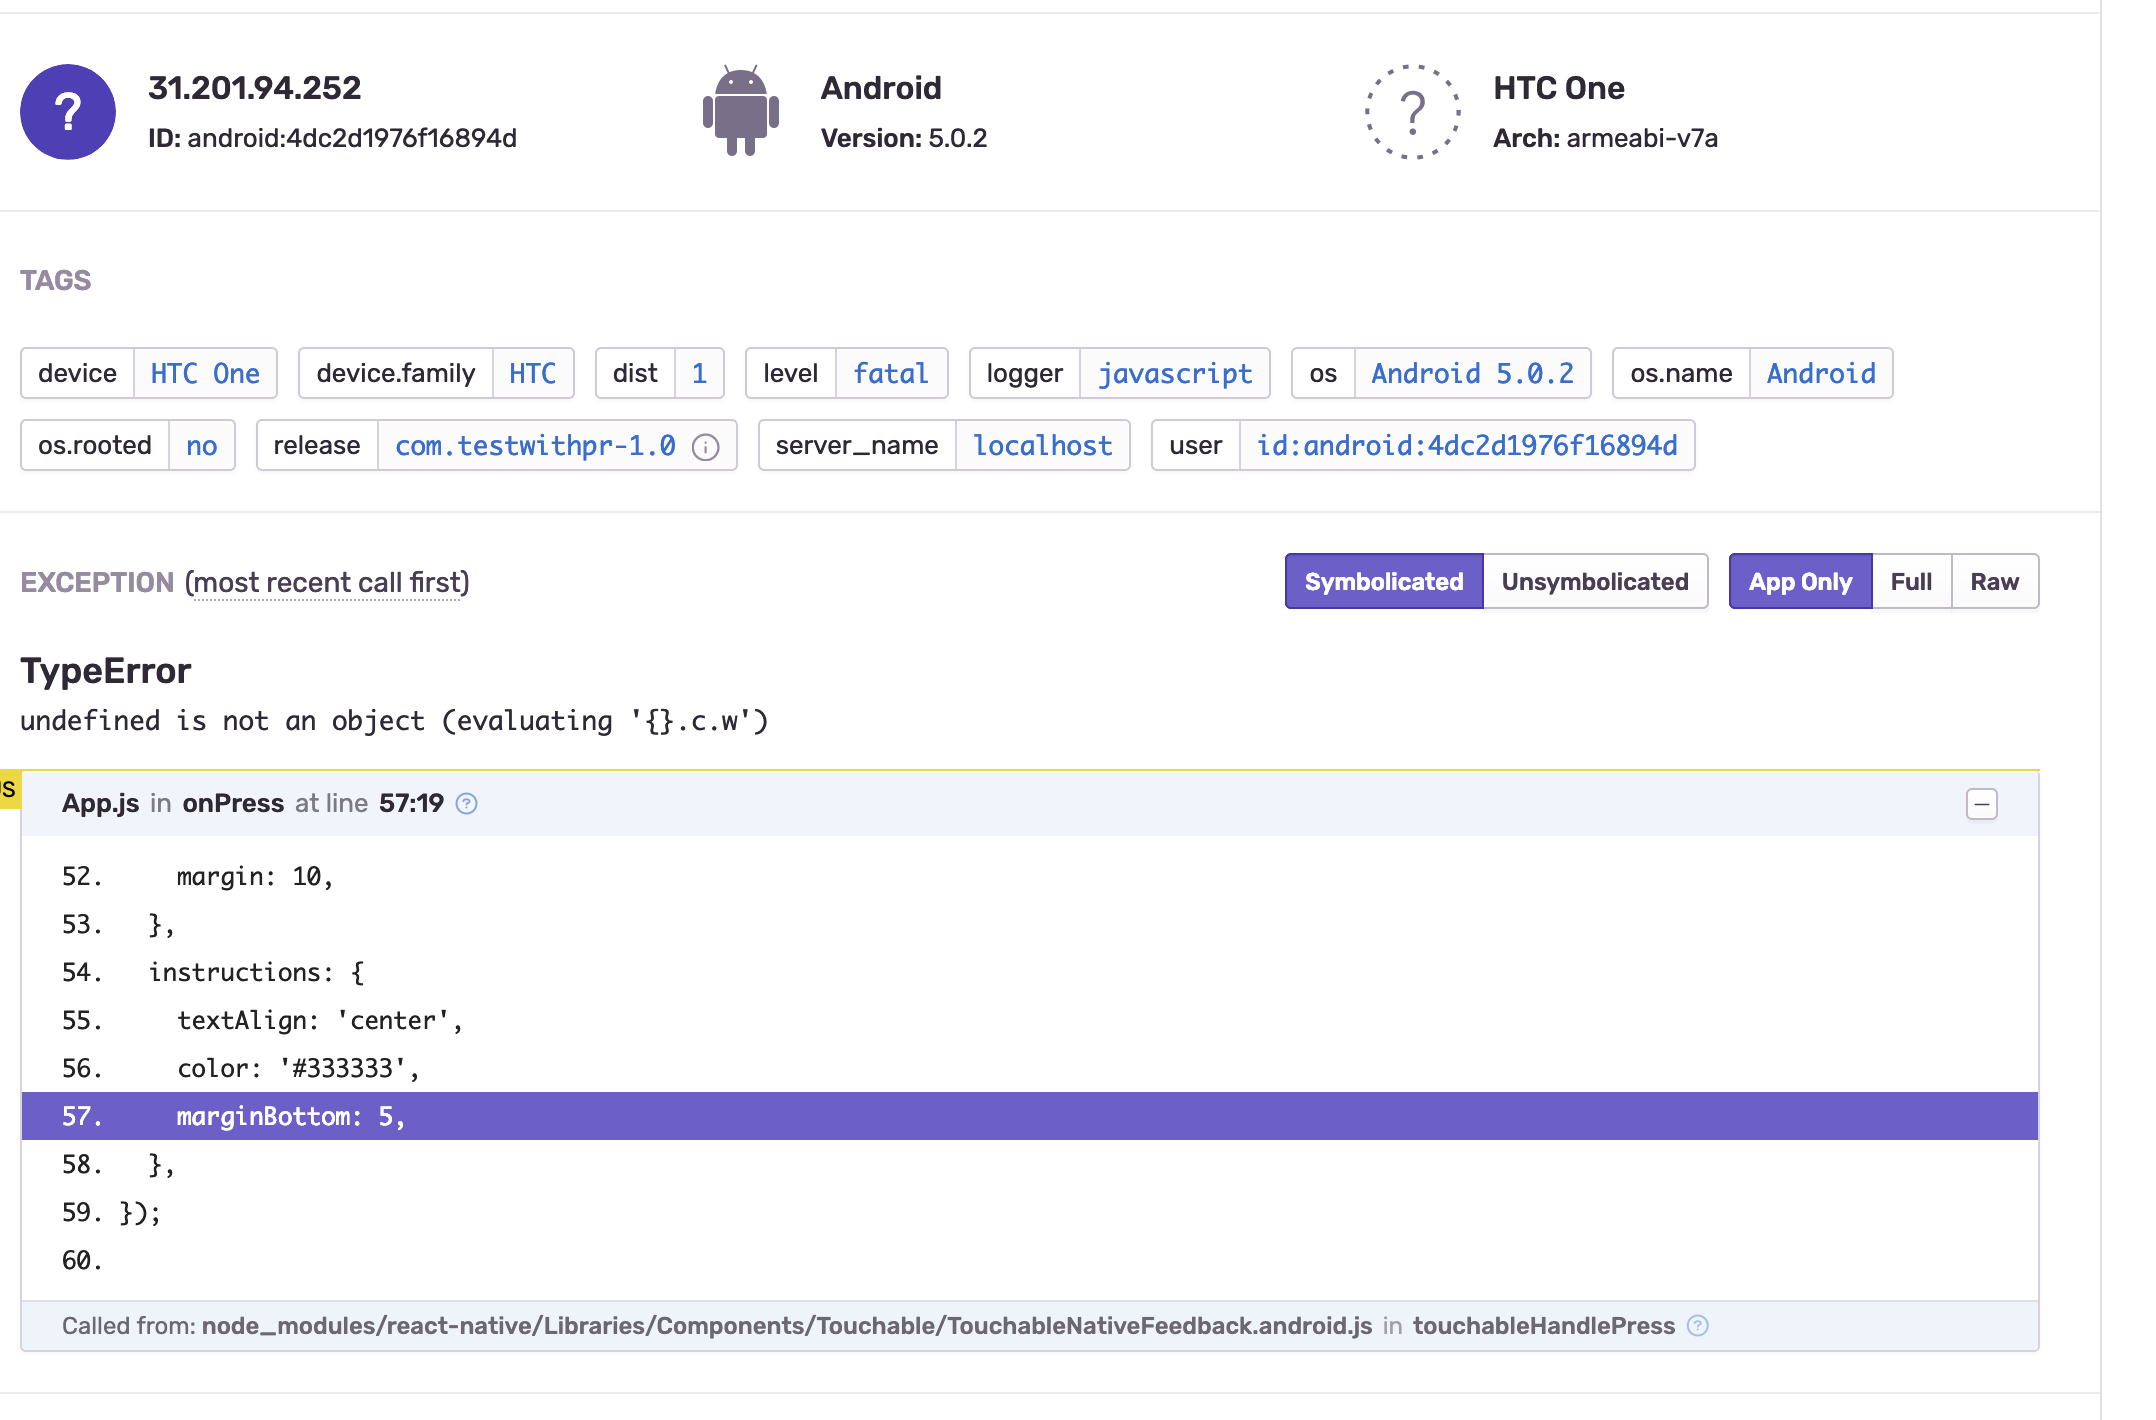 ?
31.201.94.252
ID: android:4dc2d1976f16894d
Android
Version: 5.0.2
?
HTC One
Arch: armeabi-v7a
TAGS
device HTC One device.family HTC dist 1 level fatal logger javascript os Android 5.0.2 os.name Android
os.rooted no release com.testwithpr-1.0 i server_name localhost user id:android:4dc2d1976f16894d
EXCEPTION (most recent call first) Symbolicated Unsymbolicated App Only Full Raw
TypeError
undefined is not an object (evaluating '{}.c.w')
App.js in onPress at line 57:19 ?
52. margin: 10,
53. },
54. instructions: {
55. textAlign: 'center',
56. color: '#333333',
57. marginBottom: 5,
58. },
59. });
60.
Called from: node_modules/react-native/Libraries/Components/Touchable/TouchableNativeFeedback.android.js in touchableHandlePress ?